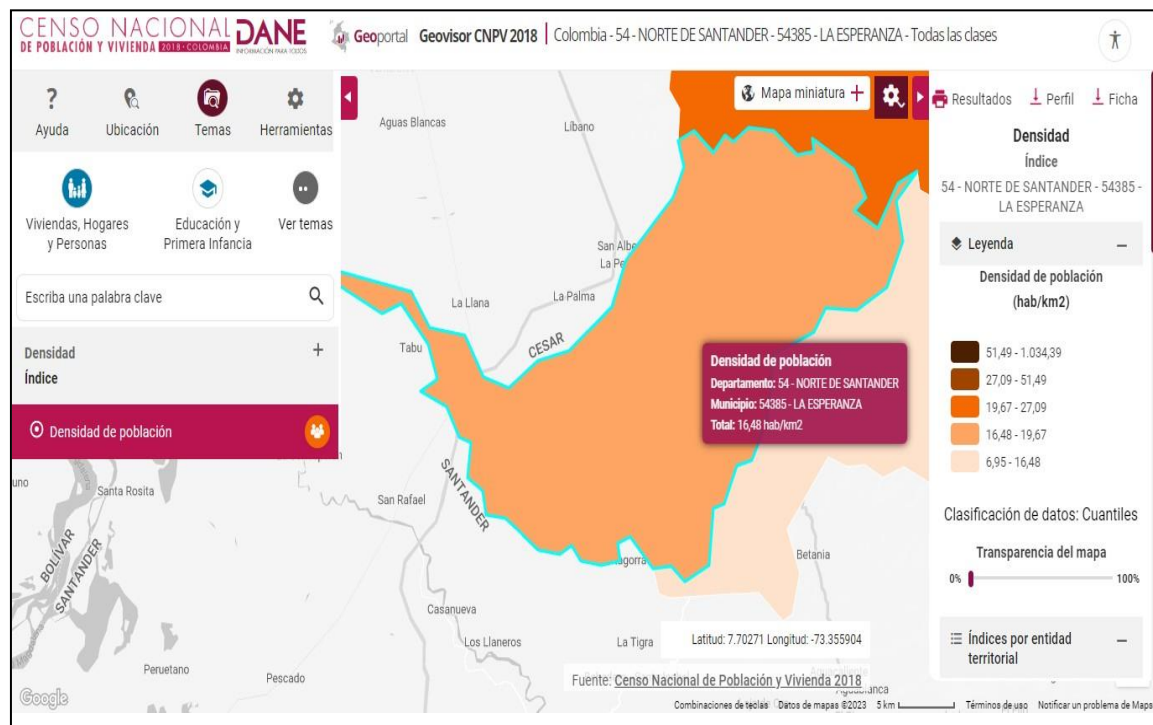 CENSO NACIONAL
DE POBLACIÓN Y VIVIENDA 2018 - COLOMBIA
DANE
INFORMACIÓN PARA TODOS
Geoportal Geovisor CNPV 2018 Colombia - 54 - NORTE DE SANTANDER - 54385 - LA ESPERANZA - Todas las clases
?
Ayuda Ubicación Temas Herramientas
Viviendas, Hogares
y Personas
Educación y
Primera Infancia
Ver temas
Escriba una palabra clave
Densidad +
Índice
Densidad de población
Mapa miniatura +
Aguas Blancas
Líbano
San Albe
La Pe
La Llana
La Palma
CESAR
Tabu
Densidad de población
Departamento: 54 - NORTE DE SANTANDER
Municipio: 54385 - LA ESPERANZA
Total: 16,48 hab/km2
uno
Santa Rosita
San Rafael
SANTANDER
BOLÍVAR
SANTANDER
agorra
Betania
Casanueva
Los Llaneros
La Tigra
Peruetano
Pescado
Latitud: 7.70271 Longitud: -73.355904
Fuente: Censo Nacional de Población y Vivienda 2018
Google
Combinaciones de teclas Datos de mapas ©2023 5 km Términos de uso Notificar un problema de Maps
Resultados Perfil Ficha
Densidad
Índice
54 - NORTE DE SANTANDER - 54385 -
LA ESPERANZA
Leyenda –
Densidad de población
(hab/km2)
51,49 - 1.034,39
27,09 - 51,49
19,67 - 27,09
16,48 - 19,67
6,95 - 16,48
Clasificación de datos: Cuantiles
Transparencia del mapa
0% 100%
Índices por entidad –
territorial